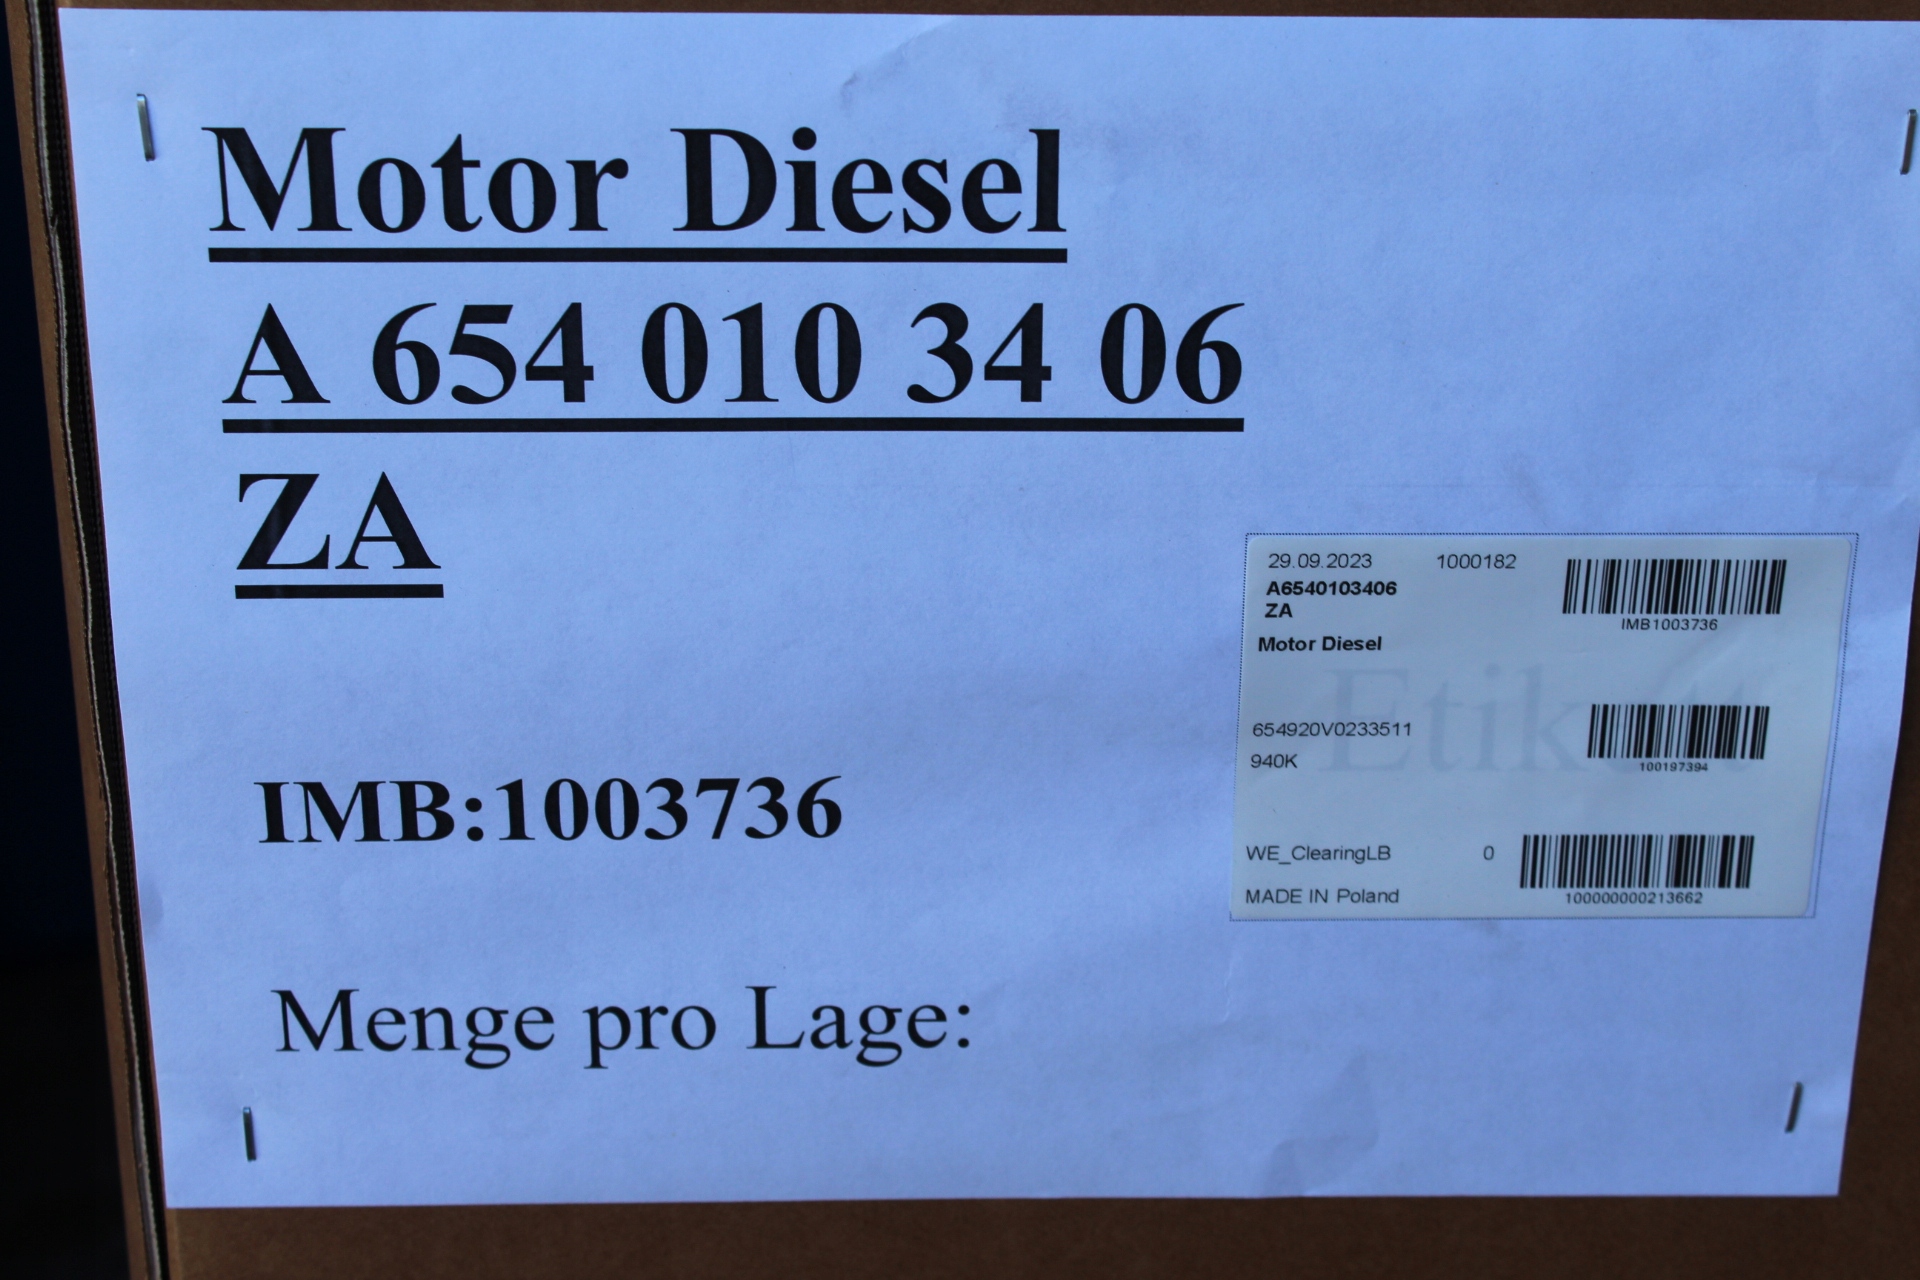 Motor Diesel
A 654 010 34 06
ZA
29.09.2023 1000182
A6540103406
ZA
IMB1003736
Motor Diesel
654920V0233511
940K
100197394
IMB:1003736
WE_ClearingLB 0
MADE IN Poland
100000000213662
Menge pro Lage: